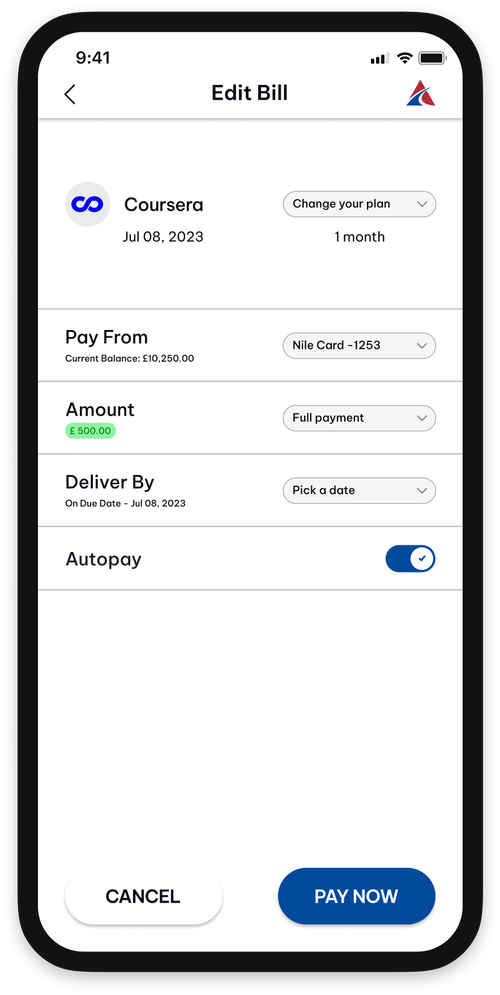 9:41
Edit Bill
Coursera
Change your plan
Jul 08, 2023
1 month
Pay From
Nile Card -1253
Current Balance: £10,250.00
Amount
Full payment
£ 500.00
Deliver By
Pick a date
On Due Date - Jul 08, 2023
Autopay
CANCEL
PAY NOW